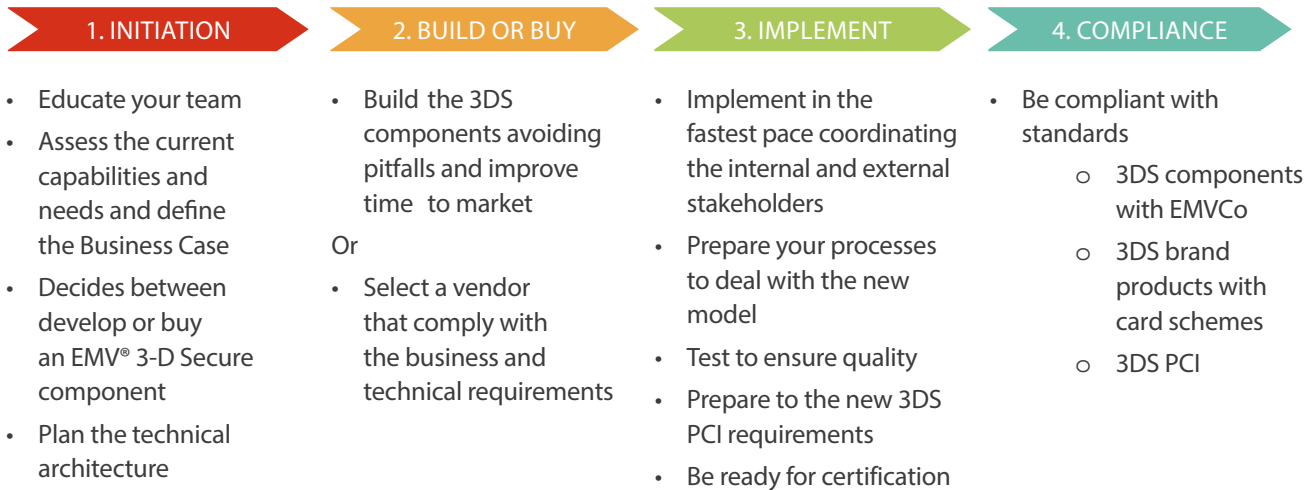 1. INITIATION
• Educate your team
• Assess the current
capabilities and
needs and define
the Business Case
• Decides between
develop or buy
an EMV® 3-D Secure
component
• Plan the technical
architecture
2. BUILD OR BUY
• Build the 3DS
components avoiding
pitfalls and improve
time to market
Or
• Select a vendor
that comply with
the business and
technical requirements
3. IMPLEMENT
• Implement in the
fastest pace coordinating
the internal and external
stakeholders
• Prepare your processes
to deal with the new
model
• Test to ensure quality
• Prepare to the new 3DS
PCI requirements
• Be ready for certification
4. COMPLIANCE
• Be compliant with
standards
o 3DS components
with EMVCo
o 3DS brand
products with
card schemes
o 3DS PCI